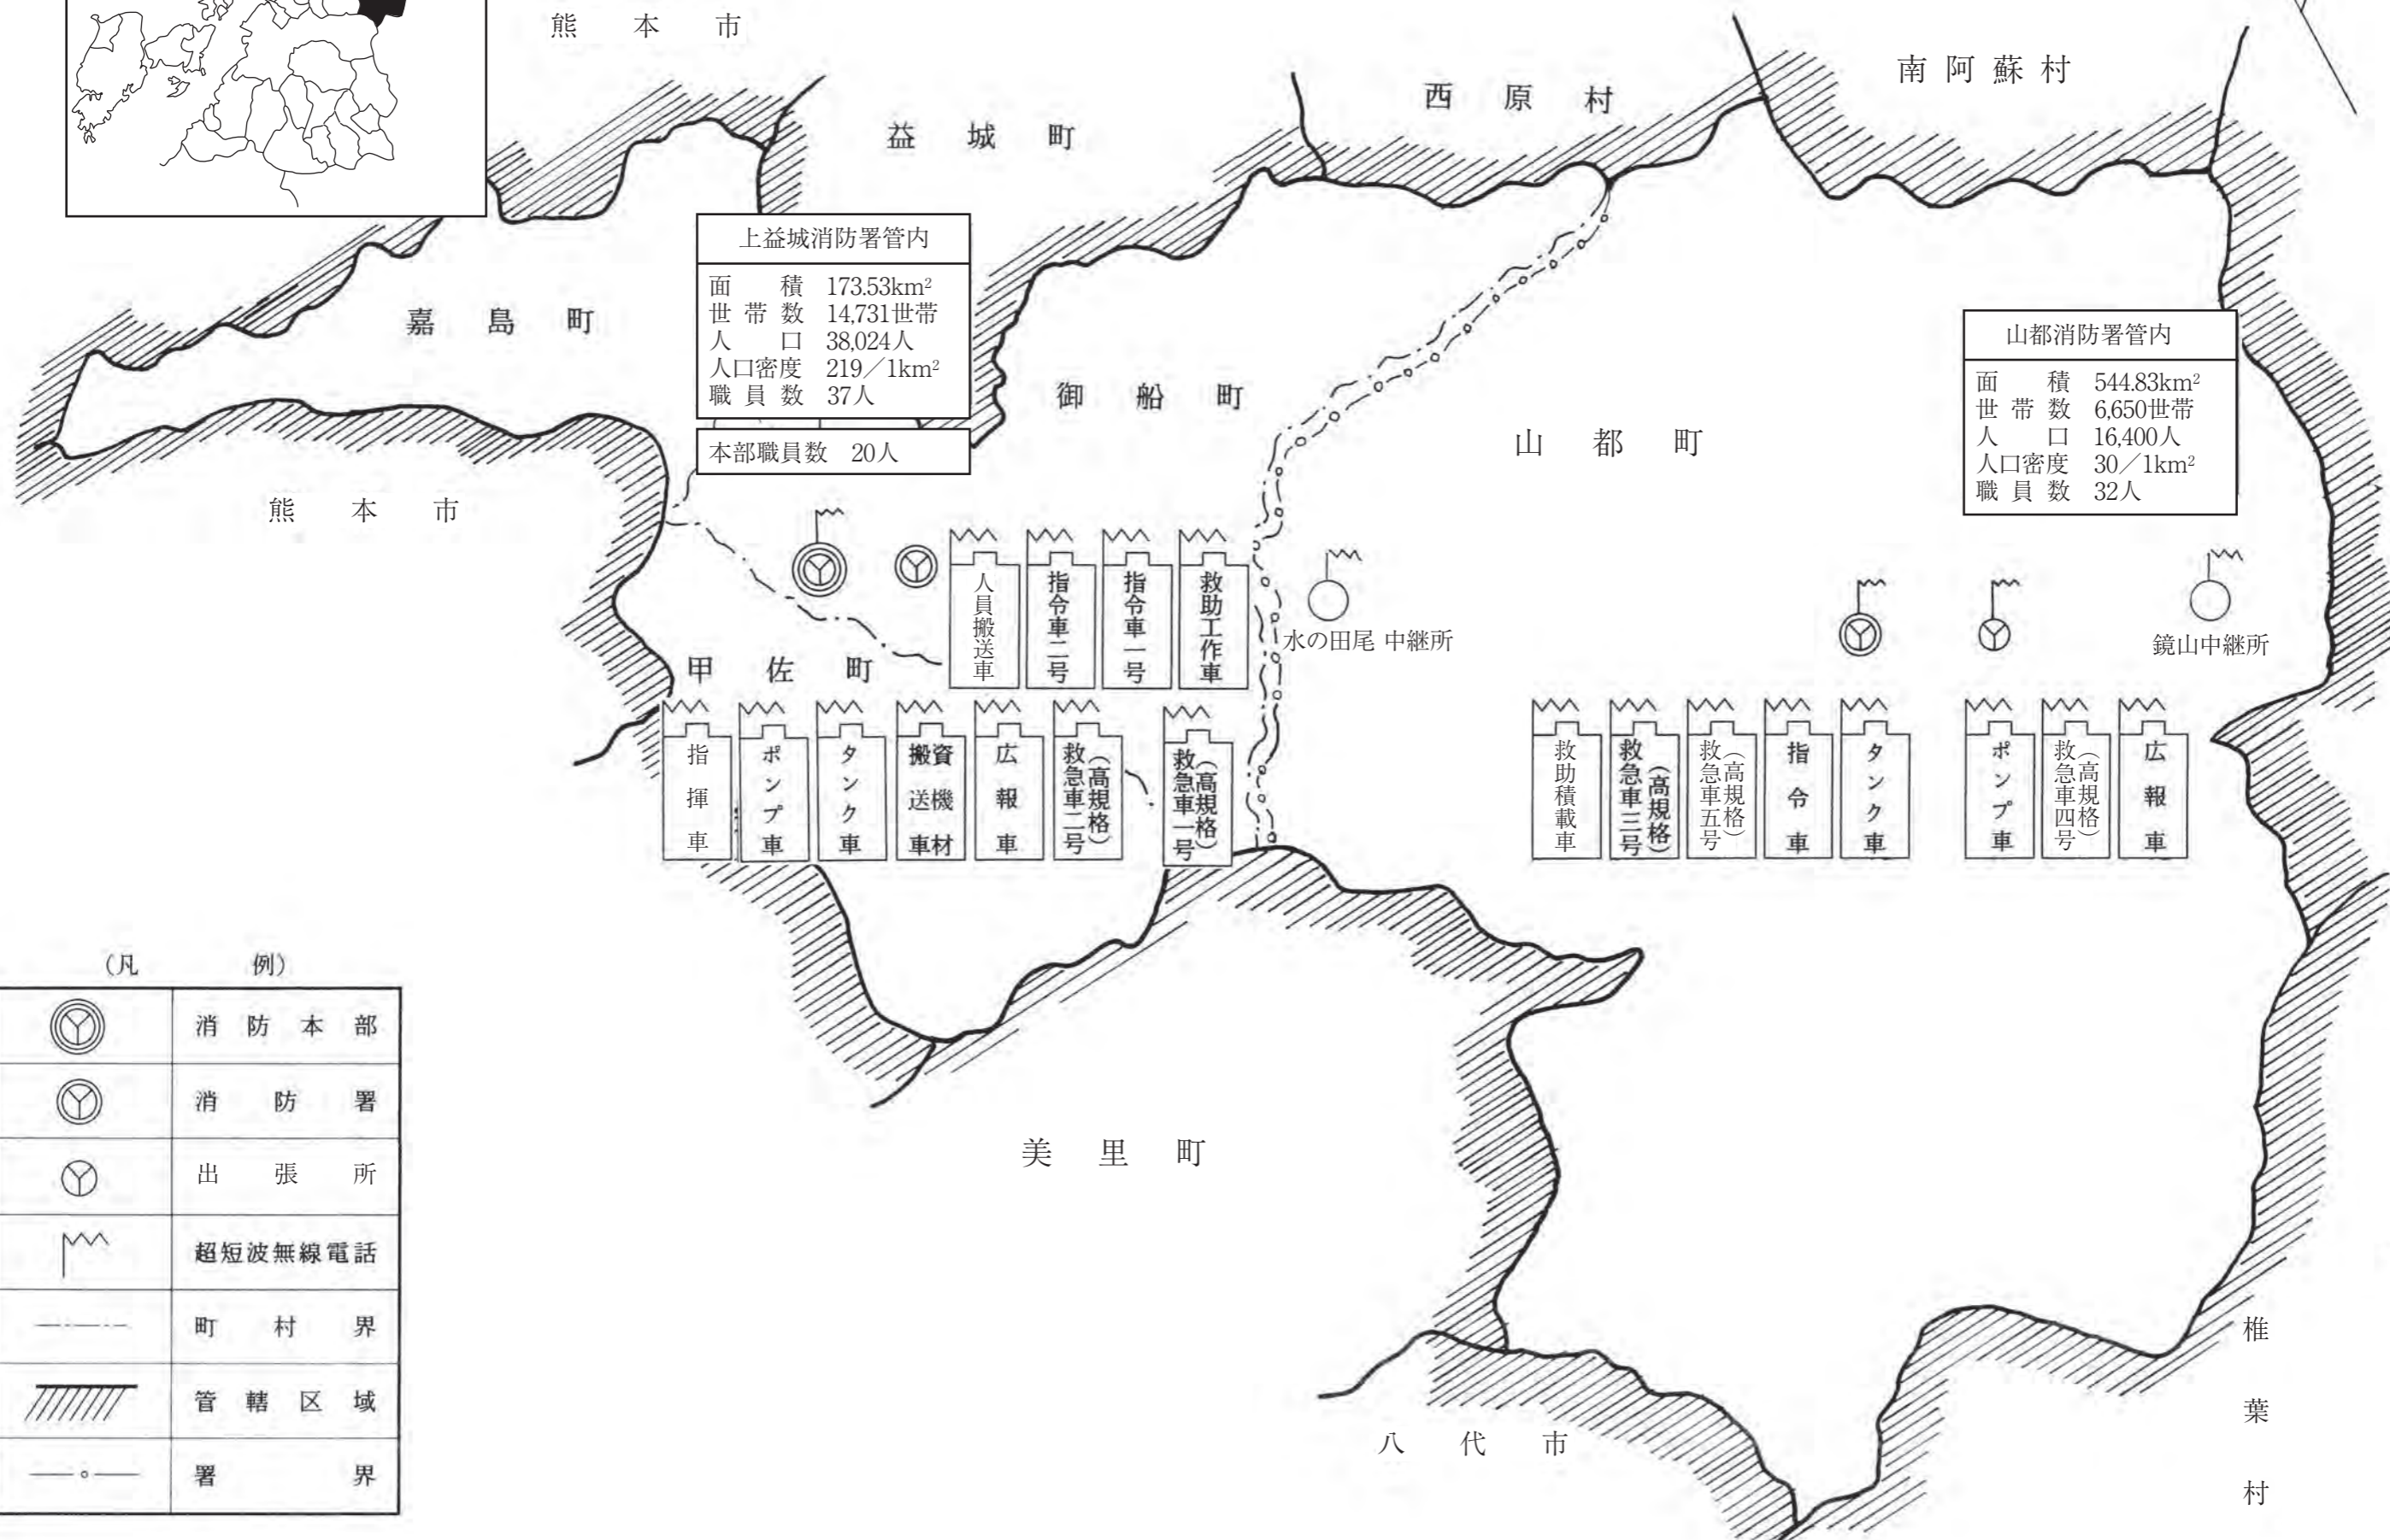 熊本市
南阿蘇村
西原村
益城町
上益城消防署管内
面積 173.53km²
世帯数 14,731世帯
人口 38,024人
人口密度 219／1km²
職員数 37人
本部職員数 20人
嘉島町
御船町
山都町
山都消防署管内
面積 544.83km²
世帯数 6,650世帯
人口 16,400人
人口密度 30／1km²
職員数 32人
熊本市
人員搬送車
指令車二号
指令車一号
救助工作車
水の田尾 中継所
鏡山中継所
甲佐町
指揮車
ポンプ車
タンク車
資機材搬送車
広報車
救急車二号（高規格）
救急車一号（高規格）
救助積載車
救急車三号（高規格）
救急車五号（高規格）
指令車
タンク車
ポンプ車
救急車四号（高規格）
広報車
美里町
八代市
椎葉村
（凡例）
消防本部
消防署
出張所
超短波無線電話
町村界
管轄区域
署界